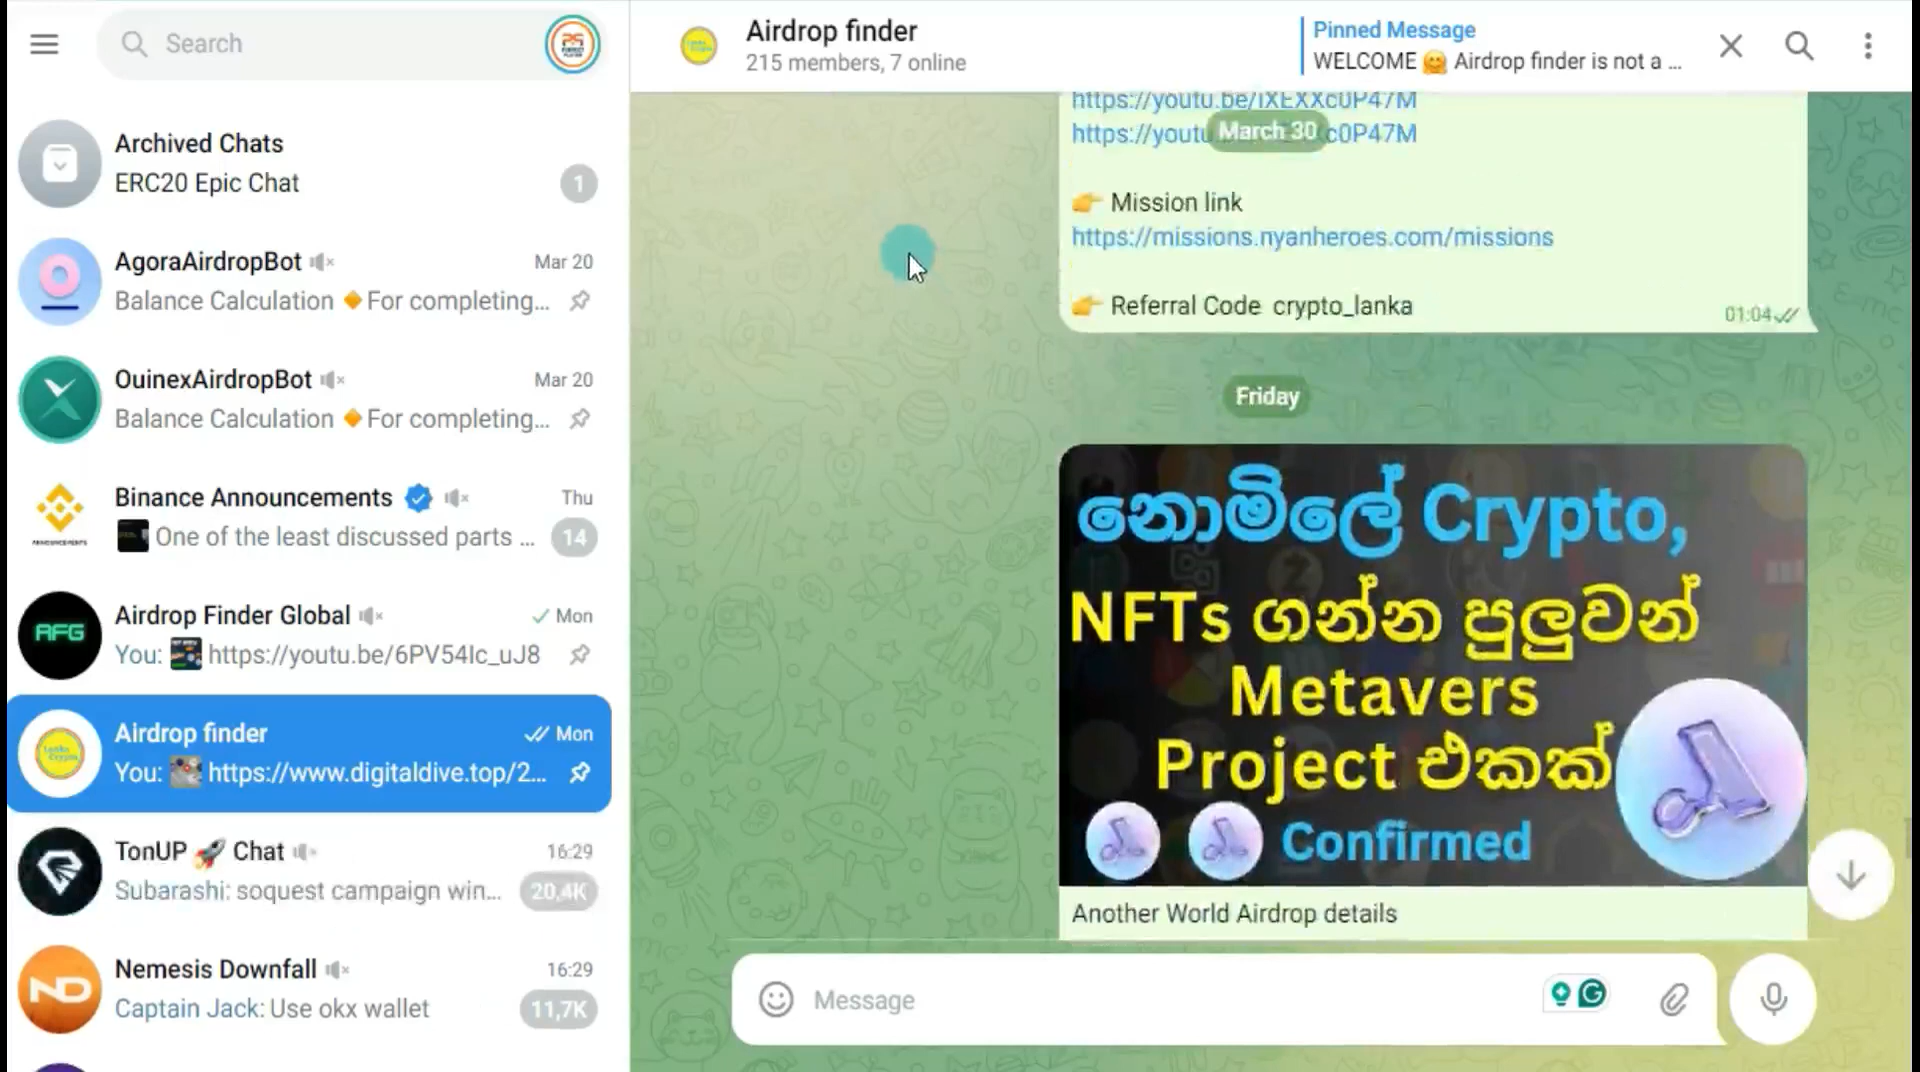 Search
Archived Chats
ERC20 Epic Chat
1
AgoraAirdropBot
Mar 20
Balance Calculation 🔸For completing...
OuinexAirdropBot
Mar 20
Balance Calculation 🔸For completing...
Binance Announcements
Thu
One of the least discussed parts ...
14
AFG
Airdrop Finder Global
Mon
You: https://youtu.be/6PV54Ic_uJ8
Airdrop finder
Mon
You: https://www.digitaldive.top/2...
TonUP 🚀 Chat
16:29
Subarashi: soquest campaign win...
20,4K
ND
Nemesis Downfall
16:29
Captain Jack: Use okx wallet
11,7K
Airdrop finder
215 members, 7 online
Pinned Message
WELCOME 🤗 Airdrop finder is not a ...
https://youtu.be/iXEXXc0P47M
March 30
👉 Mission link
https://missions.nyanheroes.com/missions
👉 Referral Code crypto_lanka
01:04
Friday
නොමිලේ Crypto,
NFTs ගන්න පුලුවන්
Metavers
Project එකක්
Confirmed
Another World Airdrop details
Message